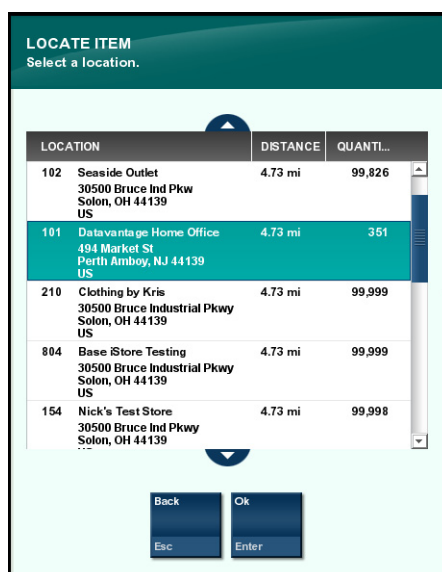 LOCATE ITEM
Select a location.
LOCATION DISTANCE QUANTI...
102 Seaside Outlet 4.73 mi 99,826
30500 Bruce Ind Pkw
Solon, OH 44139
US
101 Datavantage Home Office 4.73 mi 351
494 Market St
Perth Amboy, NJ 44139
US
210 Clothing by Kris 4.73 mi 99,999
30500 Bruce Industrial Pkwy
Solon, OH 44139
US
804 Base iStore Testing 4.73 mi 99,999
30500 Bruce Industrial Pkwy
Solon, OH 44139
US
154 Nick's Test Store 4.73 mi 99,998
30500 Bruce Ind Pkwy
Solon, OH 44139
US
Back Ok
Esc Enter